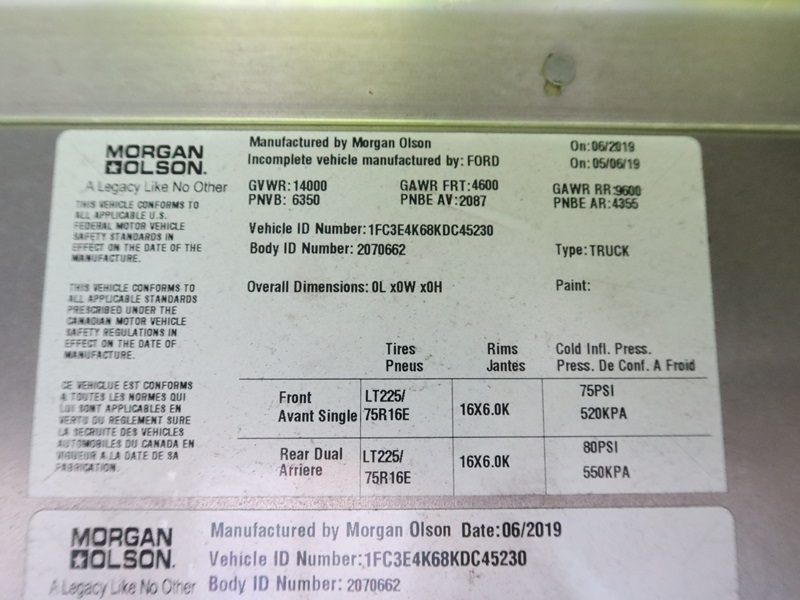 MORGAN
OLSON.
A Legacy Like No Other
THIS VEHICLE CONFORMS TO
ALL APPLICABLE U.S.
FEDERAL MOTOR VEHICLE
SAFETY STANDARDS IN
EFFECT ON THE DATE OF THE
MANUFACTURE.
THIS VEHICLE CONFORMS TO
ALL APPLICABLE STANDARDS
PRESCRIBED UNDER THE
CANADIAN MOTOR VEHICLE
SAFETY REGULATIONS IN
EFFECT ON THE DATE OF
MANUFACTURE.
CE VEHICLUE EST CONFORMS
A TOUTES LE NORMES QUI
LUI SONT APPLICABLES EN
VERTU DU REGLEMENT SURE
LA SECRUITE DES VEHICLES
AUTOMOBILES DU CANADA EN
VIGUEUR A LA DATE DE SA
FABRICATION.
Manufactured by Morgan Olson On:06/2019
Incomplete vehicle manufactured by: FORD On:05/06/19
GVWR:14000 GAWR FRT:4600 GAWR RR:9600
PNVB: 6350 PNBE AV:2087 PNBE AR:4355
Vehicle ID Number:1FC3E4K68KDC45230
Body ID Number: 2070662 Type:TRUCK
Overall Dimensions: 0L x0W x0H Paint:
Tires Rims Cold Infl. Press.
Pneus Jantes Press. De Conf. A Froid
Front LT225/ 75PSI
Avant Single 75R16E 16X6.0K 520KPA
Rear Dual LT225/ 80PSI
Arriere 75R16E 16X6.0K 550KPA
MORGAN
OLSON.
A Legacy Like No Other
Manufactured by Morgan Olson Date:06/2019
Vehicle ID Number:1FC3E4K68KDC45230
Body ID Number: 2070662